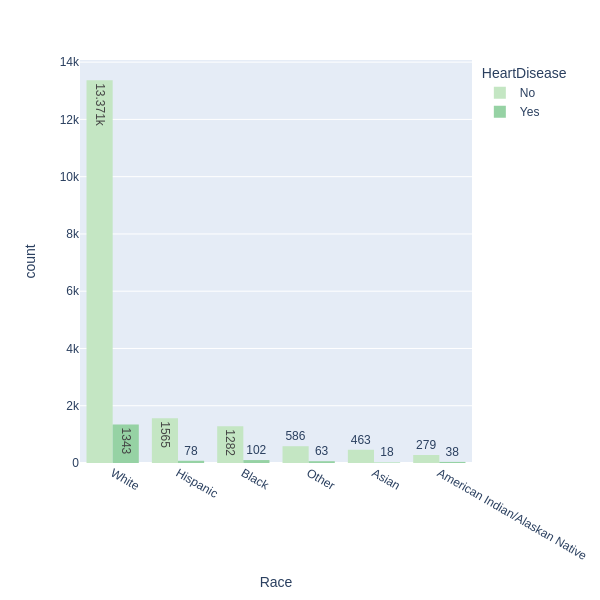 HeartDisease
No
Yes
count
14k
12k
10k
8k
6k
4k
2k
0
13.371k
1343
1565
78
1282
102
586
63
463
18
279
38
White
Hispanic
Black
Other
Asian
American Indian/Alaskan Native
Race